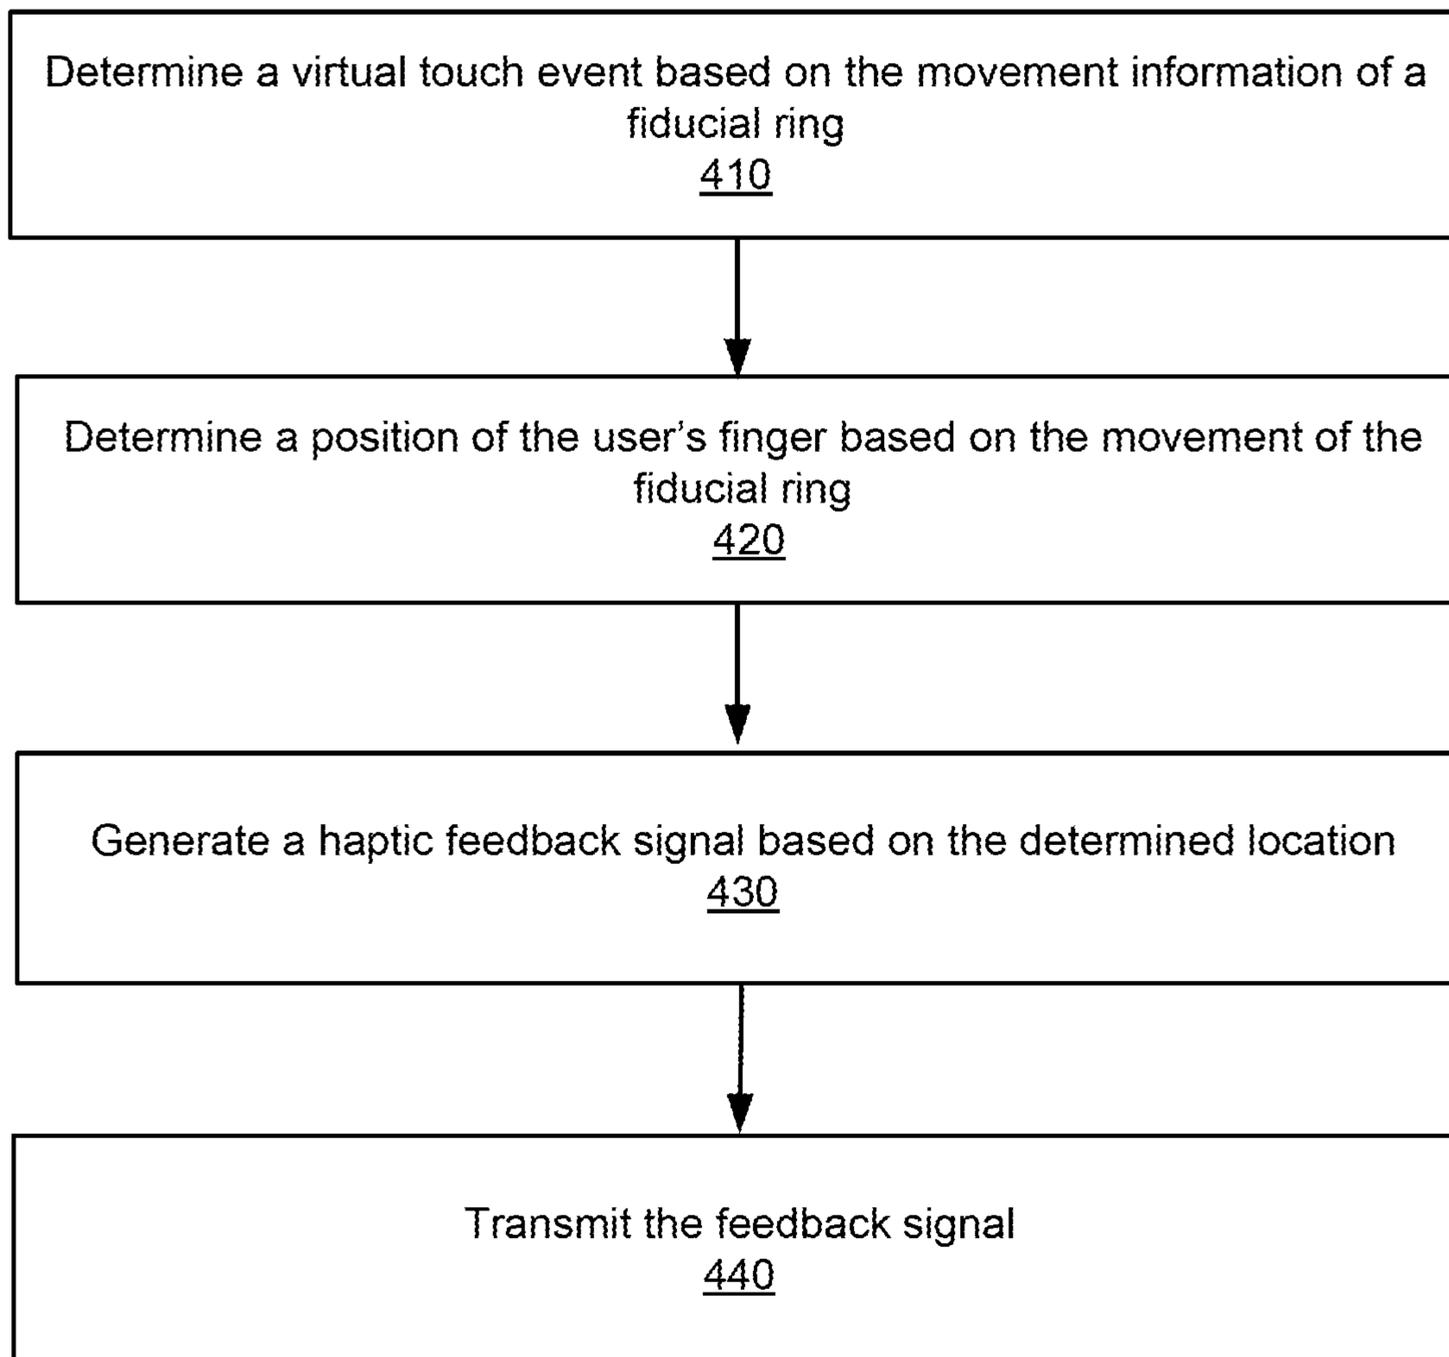 Determine a virtual touch event based on the movement information of a
fiducial ring
410
Determine a position of the user's finger based on the movement of the
fiducial ring
420
Generate a haptic feedback signal based on the determined location
430
Transmit the feedback signal
440